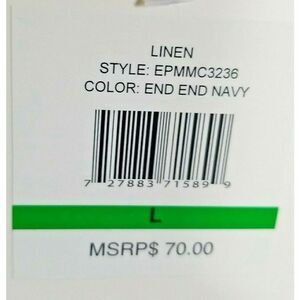 LINEN
STYLE: EPMMC3236
COLOR: END END NAVY
7 27883 71589 9
L
MSRP$ 70.00